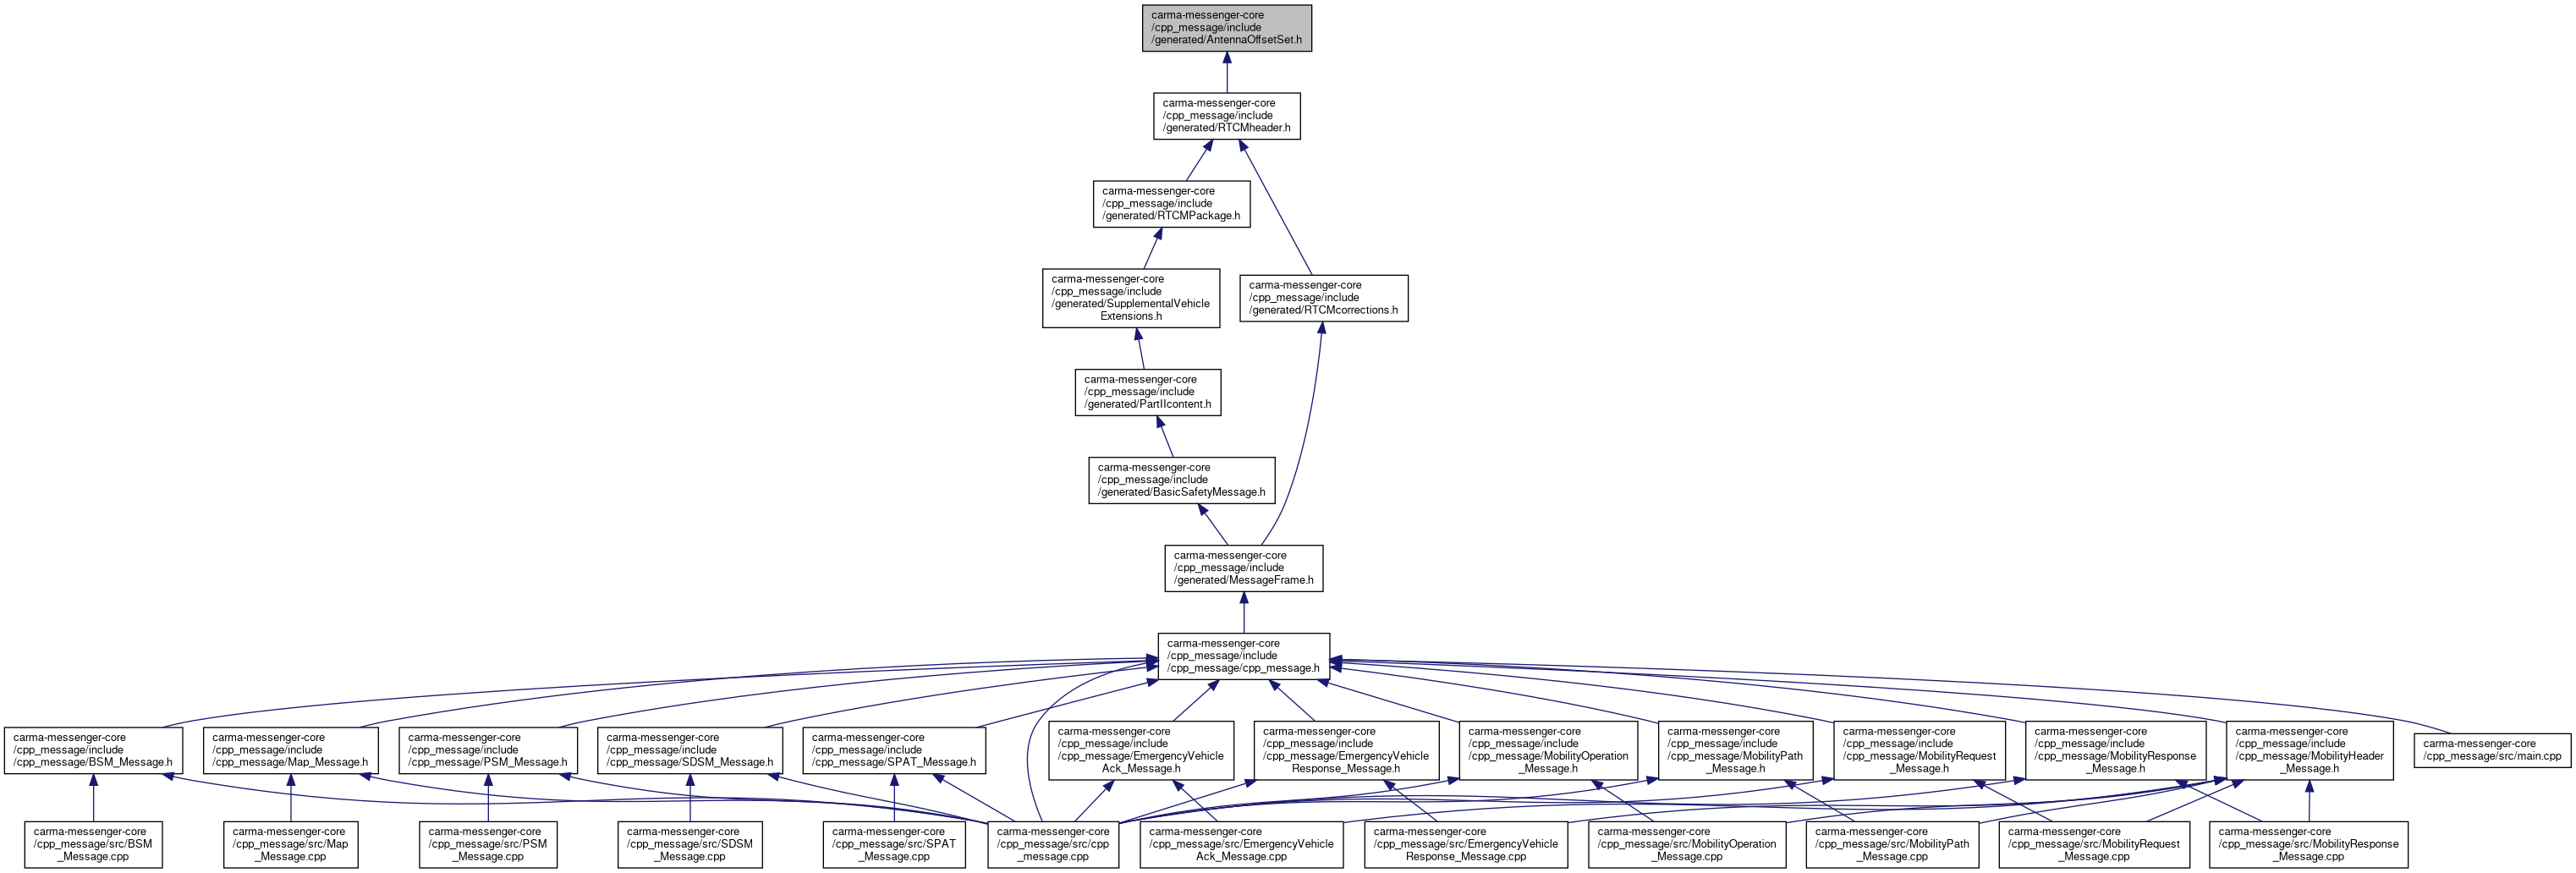 carma-messenger-core
/cpp_message/include
/generated/AntennaOffsetSet.h
carma-messenger-core
/cpp_message/include
/generated/RTCMheader.h
carma-messenger-core
/cpp_message/include
/generated/RTCMPackage.h
carma-messenger-core
/cpp_message/include
/generated/SupplementalVehicle
Extensions.h
carma-messenger-core
/cpp_message/include
/generated/RTCMcorrections.h
carma-messenger-core
/cpp_message/include
/generated/PartIIcontent.h
carma-messenger-core
/cpp_message/include
/generated/BasicSafetyMessage.h
carma-messenger-core
/cpp_message/include
/generated/MessageFrame.h
carma-messenger-core
/cpp_message/include
/cpp_message/cpp_message.h
carma-messenger-core
/cpp_message/include
/cpp_message/BSM_Message.h
carma-messenger-core
/cpp_message/include
/cpp_message/Map_Message.h
carma-messenger-core
/cpp_message/include
/cpp_message/PSM_Message.h
carma-messenger-core
/cpp_message/include
/cpp_message/SDSM_Message.h
carma-messenger-core
/cpp_message/include
/cpp_message/SPAT_Message.h
carma-messenger-core
/cpp_message/include
/cpp_message/EmergencyVehicle
Ack_Message.h
carma-messenger-core
/cpp_message/include
/cpp_message/EmergencyVehicle
Response_Message.h
carma-messenger-core
/cpp_message/include
/cpp_message/MobilityOperation
_Message.h
carma-messenger-core
/cpp_message/include
/cpp_message/MobilityPath
_Message.h
carma-messenger-core
/cpp_message/include
/cpp_message/MobilityRequest
_Message.h
carma-messenger-core
/cpp_message/include
/cpp_message/MobilityResponse
_Message.h
carma-messenger-core
/cpp_message/include
/cpp_message/MobilityHeader
_Message.h
carma-messenger-core
/cpp_message/src/main.cpp
carma-messenger-core
/cpp_message/src/BSM
_Message.cpp
carma-messenger-core
/cpp_message/src/Map
_Message.cpp
carma-messenger-core
/cpp_message/src/PSM
_Message.cpp
carma-messenger-core
/cpp_message/src/SDSM
_Message.cpp
carma-messenger-core
/cpp_message/src/SPAT
_Message.cpp
carma-messenger-core
/cpp_message/src/cpp
_message.cpp
carma-messenger-core
/cpp_message/src/EmergencyVehicle
Ack_Message.cpp
carma-messenger-core
/cpp_message/src/EmergencyVehicle
Response_Message.cpp
carma-messenger-core
/cpp_message/src/MobilityOperation
_Message.cpp
carma-messenger-core
/cpp_message/src/MobilityPath
_Message.cpp
carma-messenger-core
/cpp_message/src/MobilityRequest
_Message.cpp
carma-messenger-core
/cpp_message/src/MobilityResponse
_Message.cpp